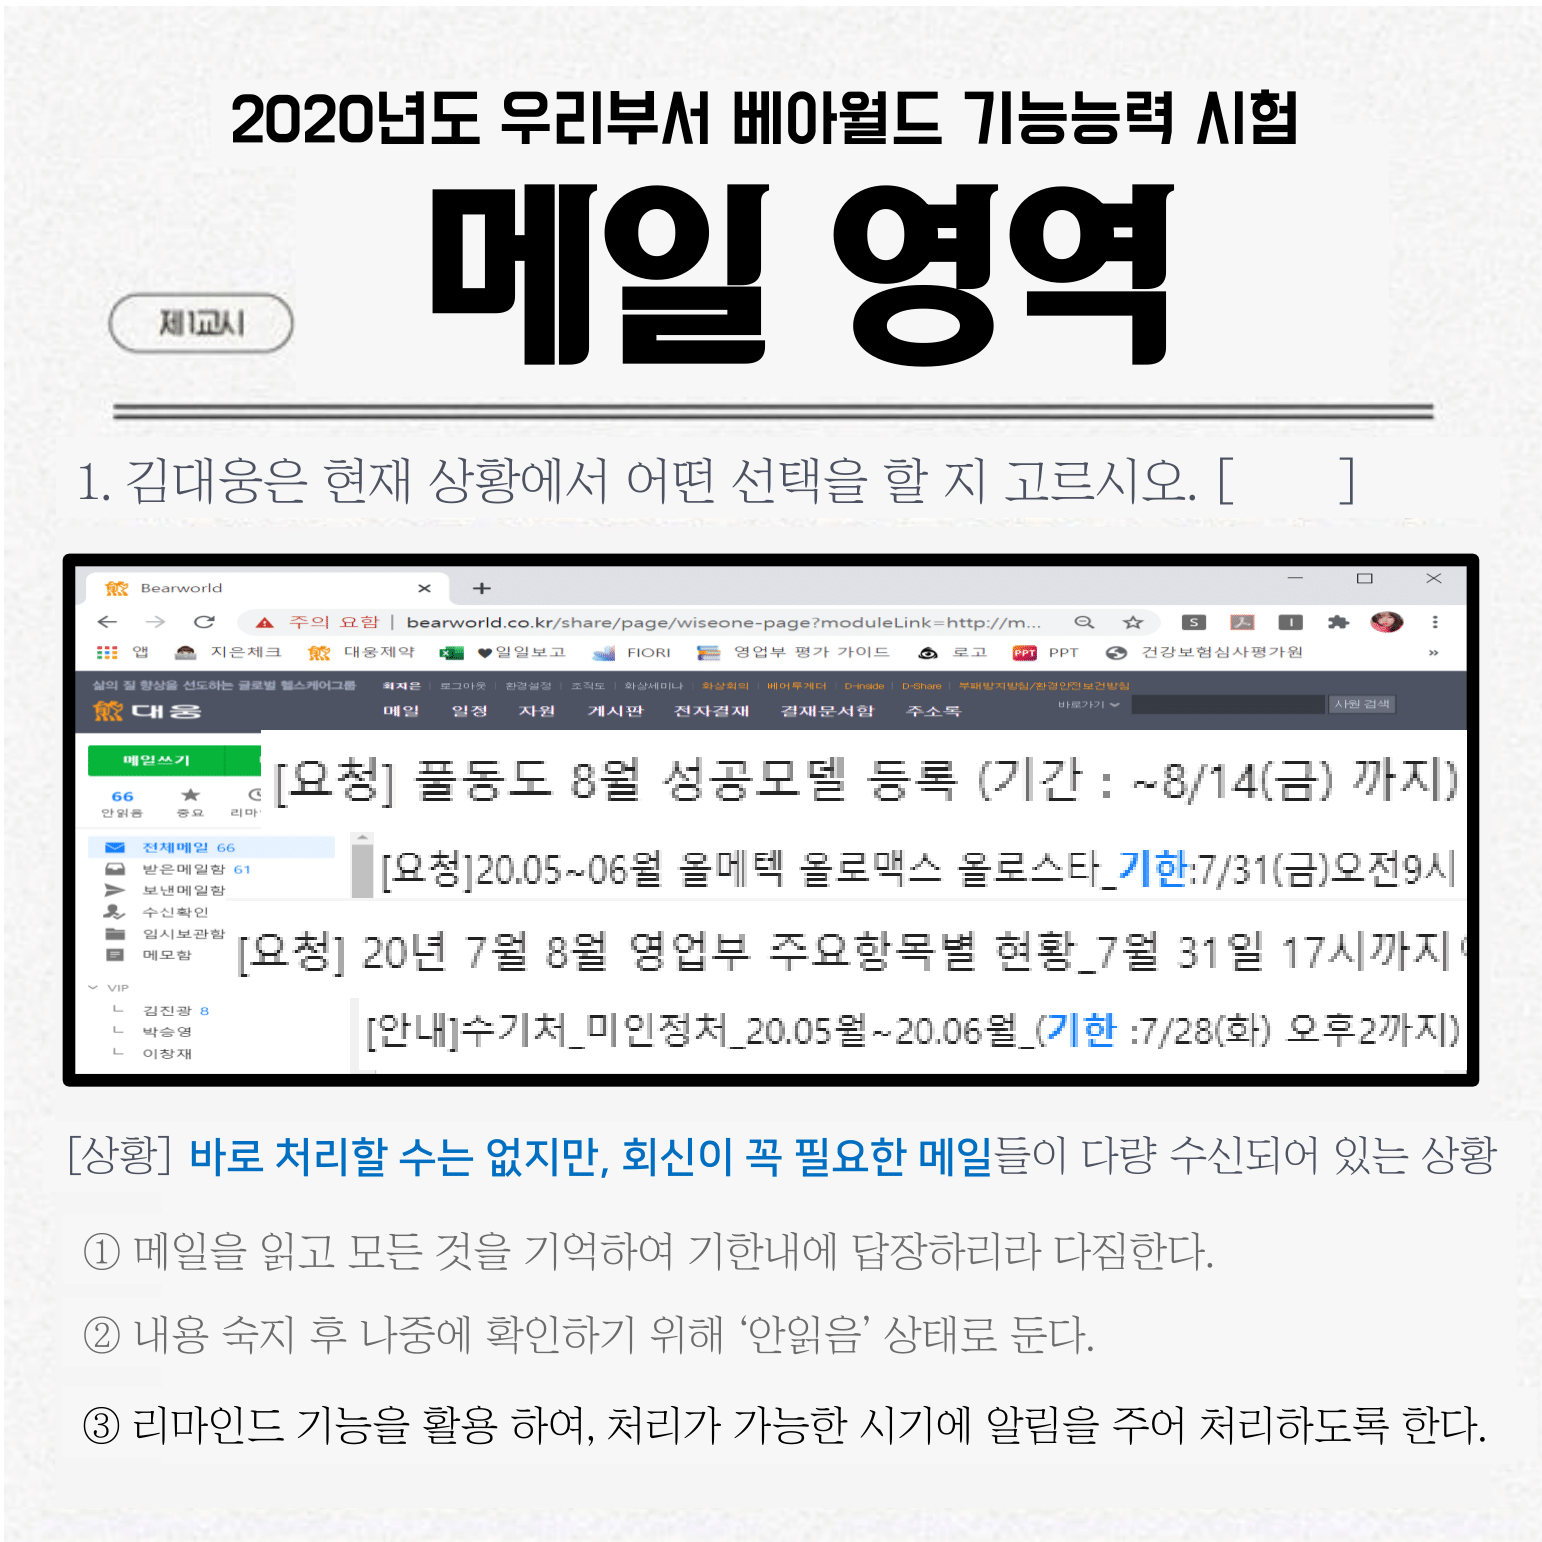 2020년도 우리부서 베아월드 기능능력 시험
메일 영역
제1교시
1. 김대웅은 현재 상황에서 어떤 선택을 할 지 고르시오. [ ]
Bearworld
주의 요함 | bearworld.co.kr/share/page/wiseone-page?moduleLink=http://m...
앱 지은체크 대웅제약 ♥일일보고 FIORI 영업부 평가 가이드 로고 PPT 건강보험심사평가원 »
삶의 질 향상을 선도하는 글로벌 헬스케어그룹 최지은 로그아웃 환경설정 조직도 화상세미나 화상회의 베어투게더 D-inside D-Share 부패방지방침/환경안전보건방침
대웅 메일 일정 자원 게시판 전자결재 결재문서함 주소록 바로가기 사원 검색
메일쓰기
66
안읽음 중요 리마
[요청] 풀동도 8월 성공모델 등록 (기간 : ~8/14(금) 까지)
전체메일 66
받은메일함 61
[요청]20.05~06월 올메텍 올로맥스 올로스타_기한:7/31(금)오전9시
보낸메일함
수신확인
임시보관함
[요청] 20년 7월 8월 영업부 주요항목별 현황_7월 31일 17시까지
메모함
VIP
김진광 8
박승영
[안내]수기처_미인정처_20.05월~20.06월_(기한 :7/28(화) 오후2까지)
이창재
[상황] 바로 처리할 수는 없지만, 회신이 꼭 필요한 메일들이 다량 수신되어 있는 상황
① 메일을 읽고 모든 것을 기억하여 기한내에 답장하리라 다짐한다.
② 내용 숙지 후 나중에 확인하기 위해 ‘안읽음’ 상태로 둔다.
③ 리마인드 기능을 활용 하여, 처리가 가능한 시기에 알림을 주어 처리하도록 한다.